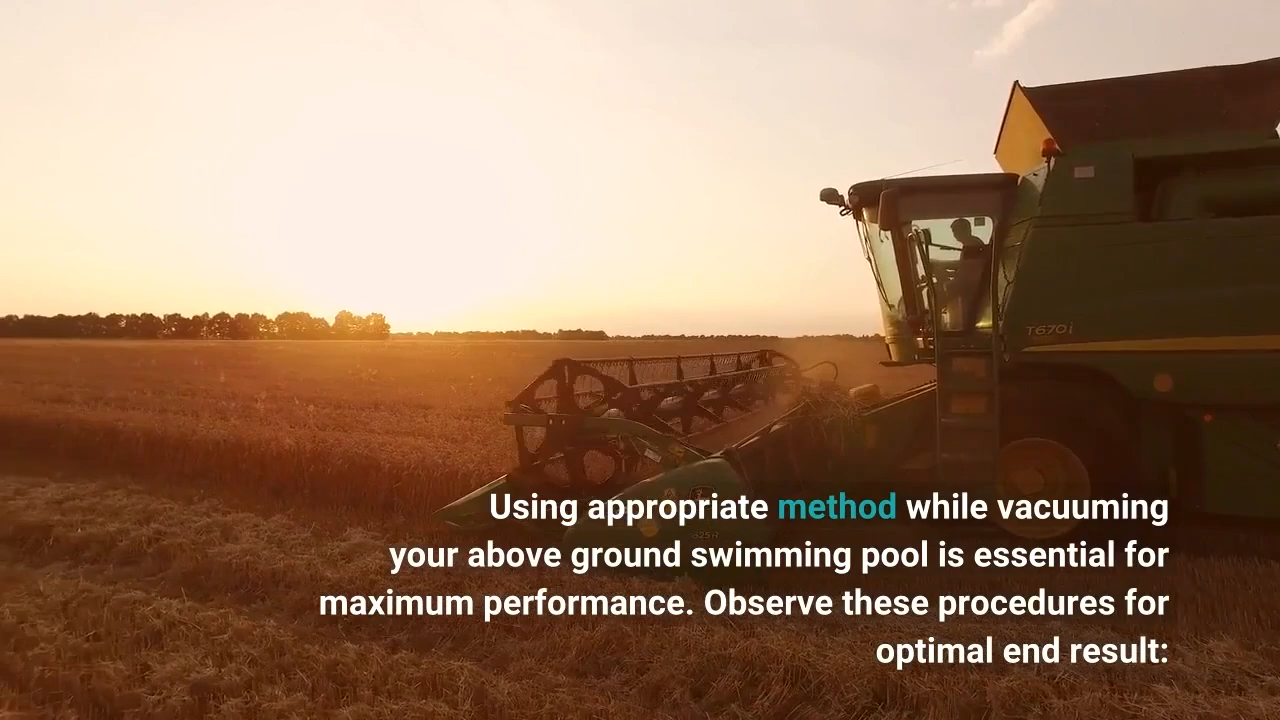 T670i
Using appropriate method while vacuuming
your above ground swimming pool is essential for
maximum performance. Observe these procedures for
optimal end result: